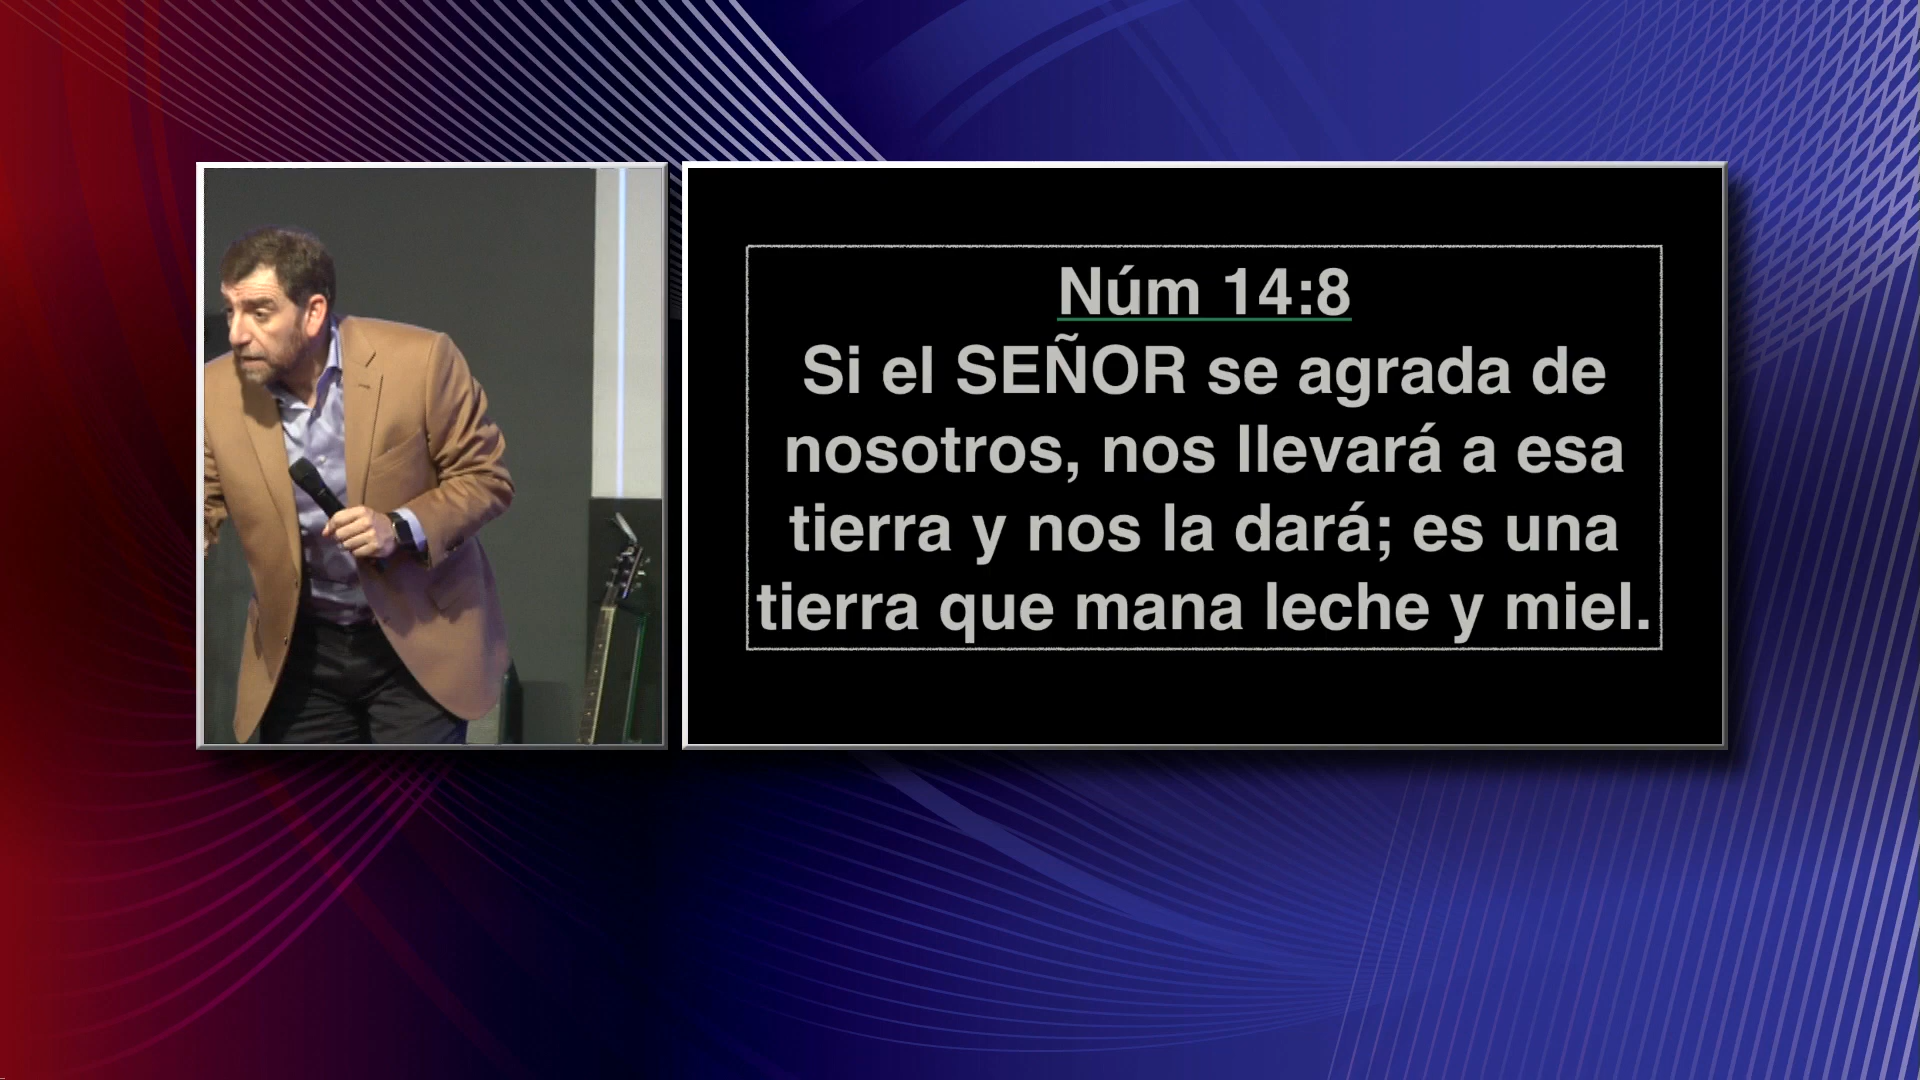 Núm 14:8
Si el SEÑOR se agrada de
nosotros, nos llevará a esa
tierra y nos la dará; es una
tierra que mana leche y miel.